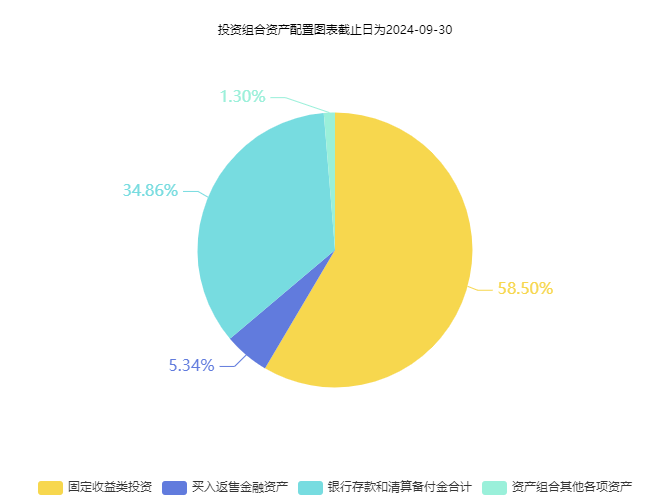 投资组合资产配置图表截止日为2024-09-30
1.30%
34.86%
58.50%
5.34%
固定收益类投资 买入返售金融资产 银行存款和清算备付金合计 资产组合其他各项资产